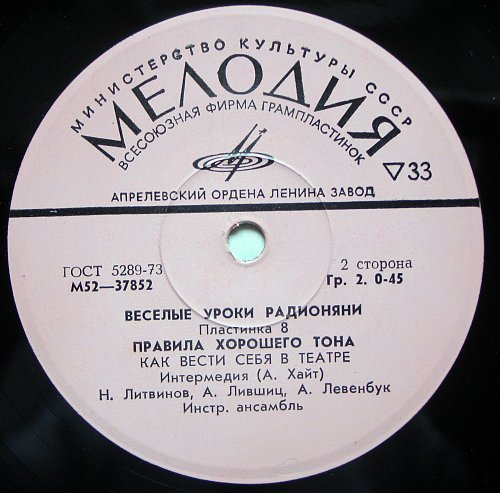 МИНИСТЕРСТВО КУЛЬТУРЫ СССР
МЕЛОДИЯ
ВСЕСОЮЗНАЯ ФИРМА ГРАМПЛАСТИНОК
▽33
АПРЕЛЕВСКИЙ ОРДЕНА ЛЕНИНА ЗАВОД
ГОСТ 5289-73
М52—37852
2 сторона
Гр. 2. 0-45
ВЕСЕЛЫЕ УРОКИ РАДИОНЯНИ
Пластинка 8
ПРАВИЛА ХОРОШЕГО ТОНА
КАК ВЕСТИ СЕБЯ В ТЕАТРЕ
Интермедия (А. Хайт)
Н. Литвинов, А. Лившиц, А. Левенбук
Инстр. ансамбль